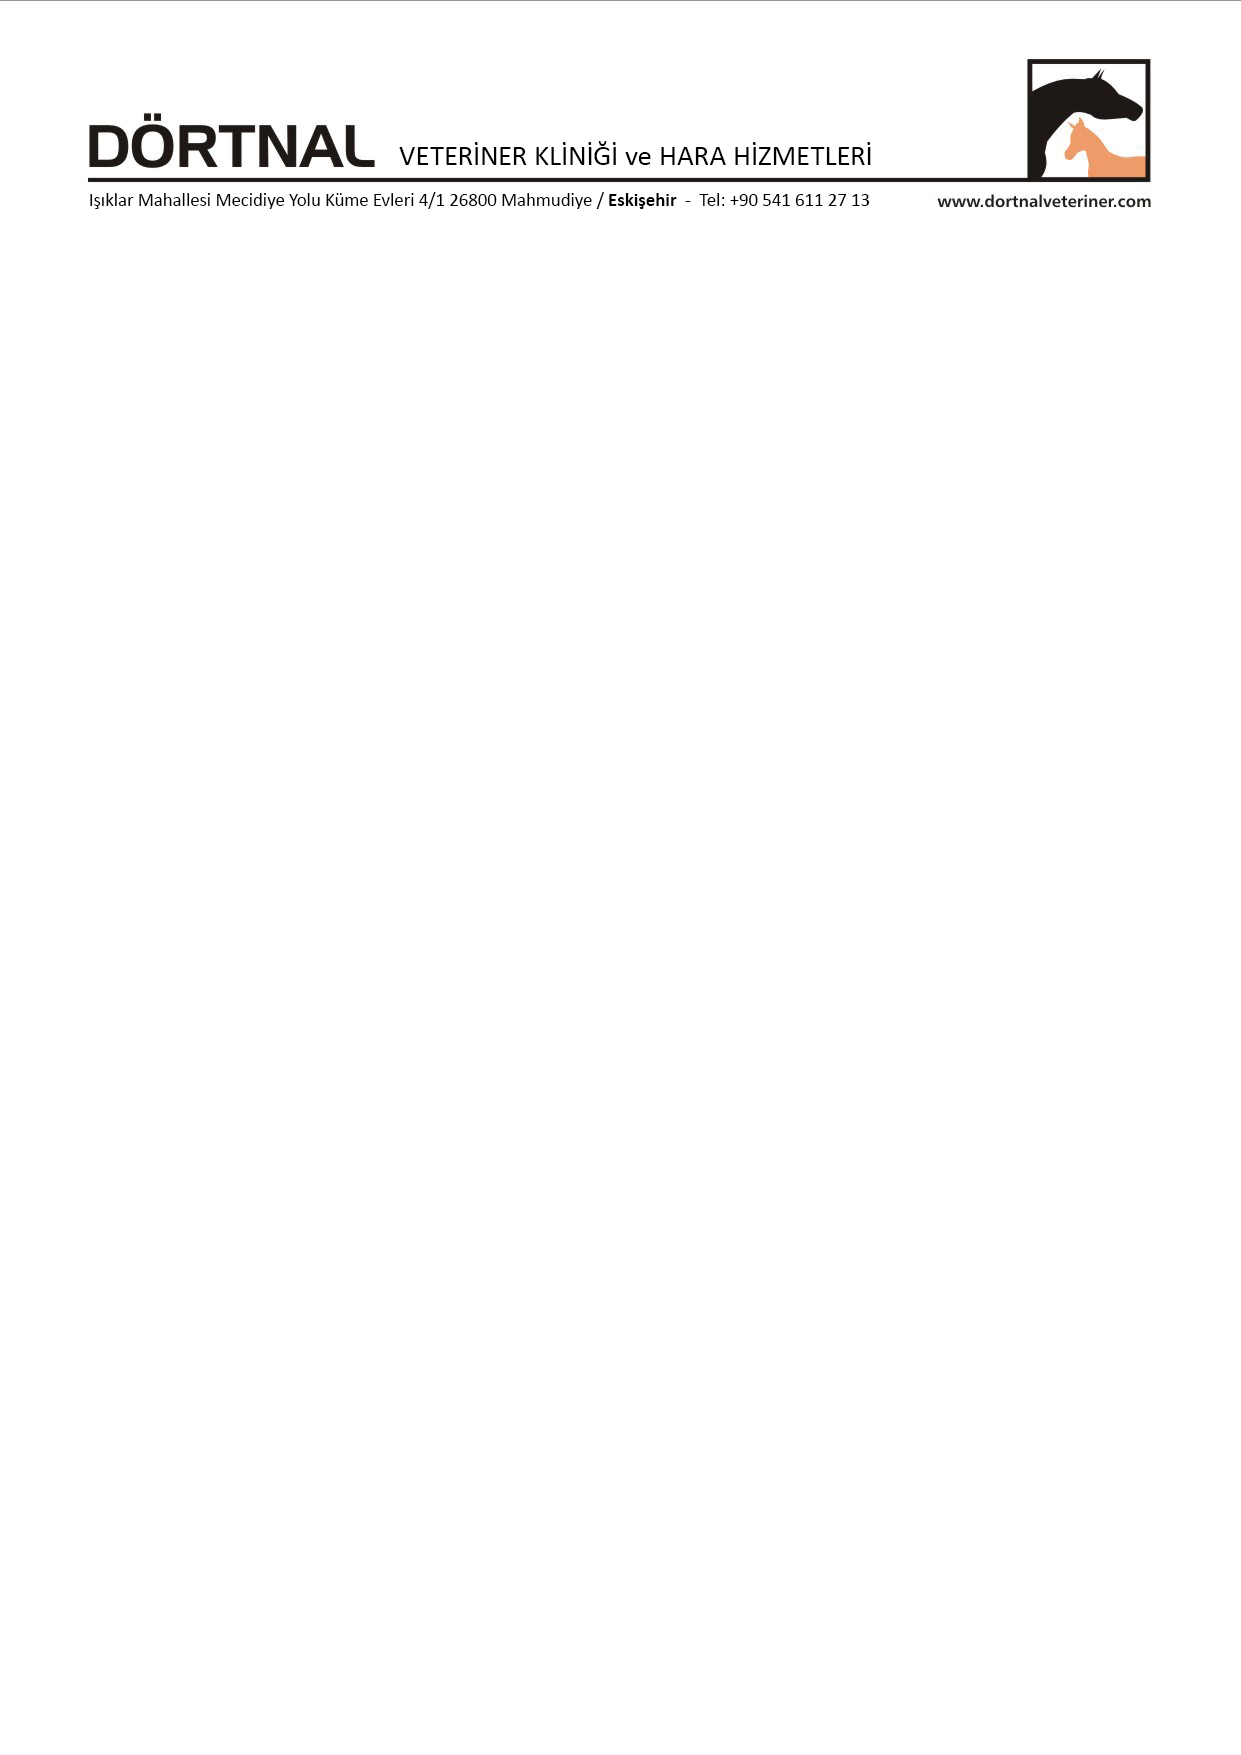 DÖRTNAL VETERİNER KLİNİĞİ ve HARA HİZMETLERİ
Işıklar Mahallesi Mecidiye Yolu Küme Evleri 4/1 26800 Mahmudiye / Eskişehir - Tel: +90 541 611 27 13 www.dortnalveteriner.com